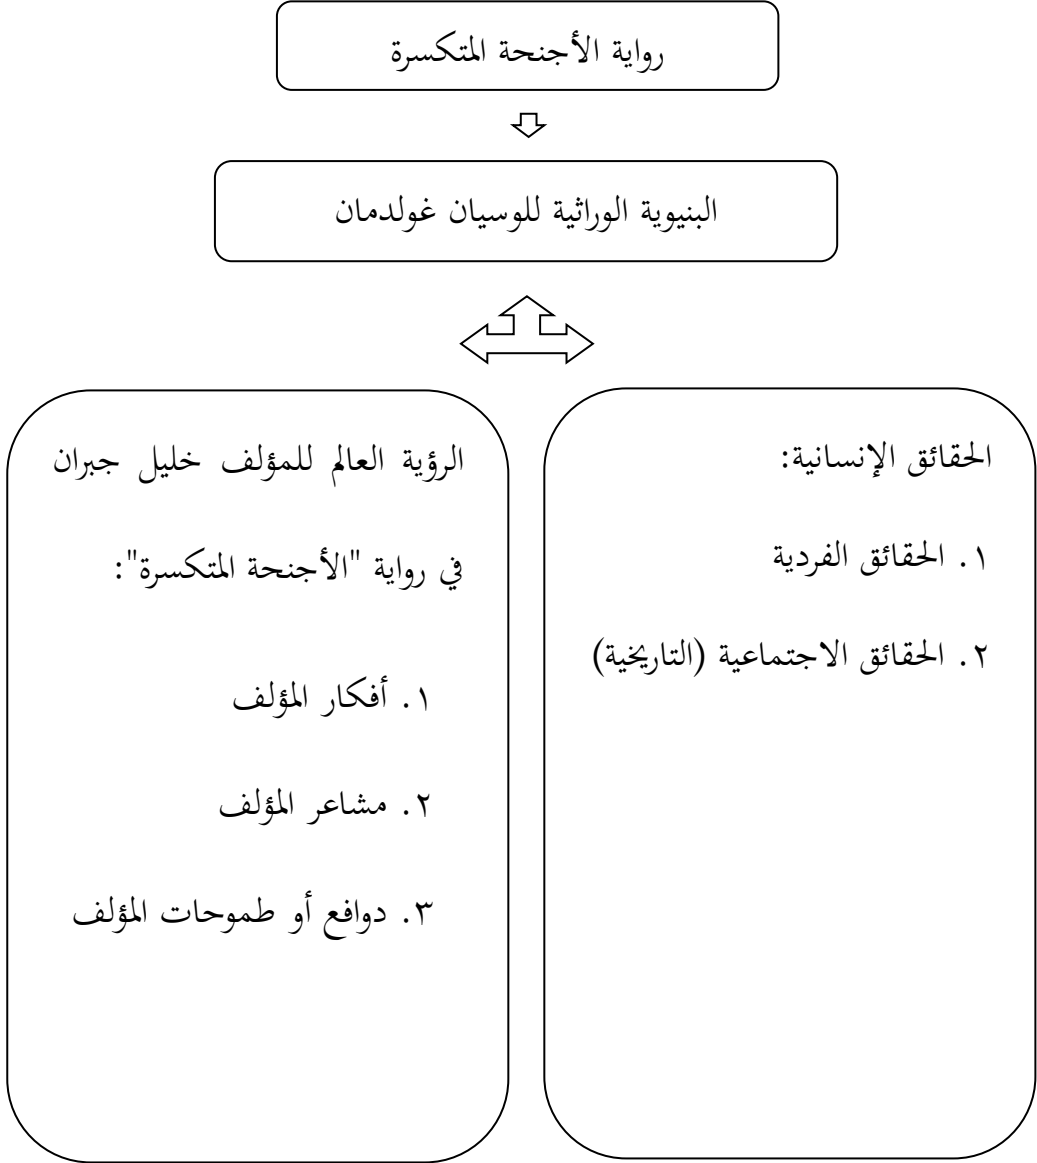 رواية الأجنحة المتكسرة
البنيوية الوراثية للوسيان غولدمان
الحقائق الإنسانية:
١. الحقائق الفردية
٢. الحقائق الاجتماعية (التاريخية)
الرؤية العالم للمؤلف خليل جبران
في رواية "الأجنحة المتكسرة":
١. أفكار المؤلف
٢. مشاعر المؤلف
٣. دوافع أو طموحات المؤلف